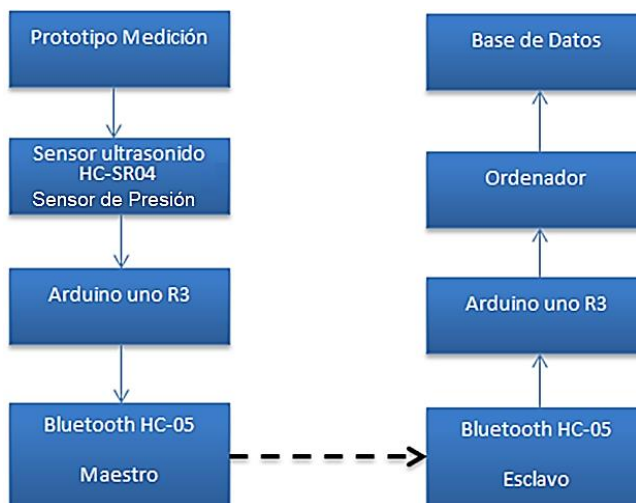 Prototipo Medición
Sensor ultrasonido
HC-SR04
Sensor de Presión
Arduino uno R3
Bluetooth HC-05
Maestro
Base de Datos
Ordenador
Arduino uno R3
Bluetooth HC-05
Esclavo